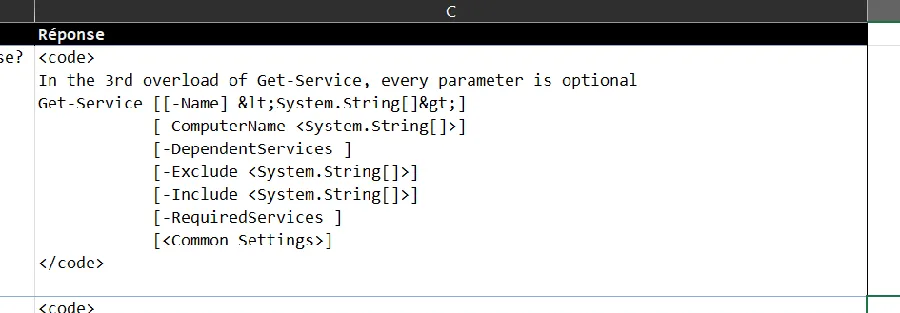 C
Réponse
se? <code>
In the 3rd overload of Get-Service, every parameter is optional
Get-Service [[-Name] &lt;System.String[]&gt;]
[ ComputerName <System.String[]>]
[-DependentServices ]
[-Exclude <System.String[]>]
[-Include <System.String[]>]
[-RequiredServices ]
[<Common Settings>]
</code>
<code>